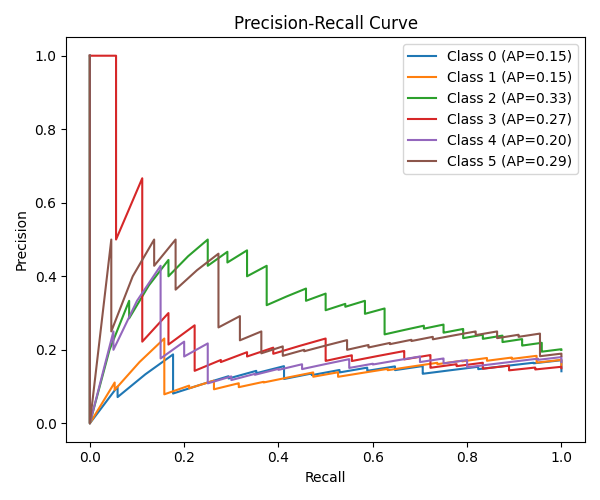 Precision-Recall Curve
Precision
1.0
0.8
0.6
0.4
0.2
0.0
Class 0 (AP=0.15)
Class 1 (AP=0.15)
Class 2 (AP=0.33)
Class 3 (AP=0.27)
Class 4 (AP=0.20)
Class 5 (AP=0.29)
0.0 0.2 0.4 0.6 0.8 1.0
Recall